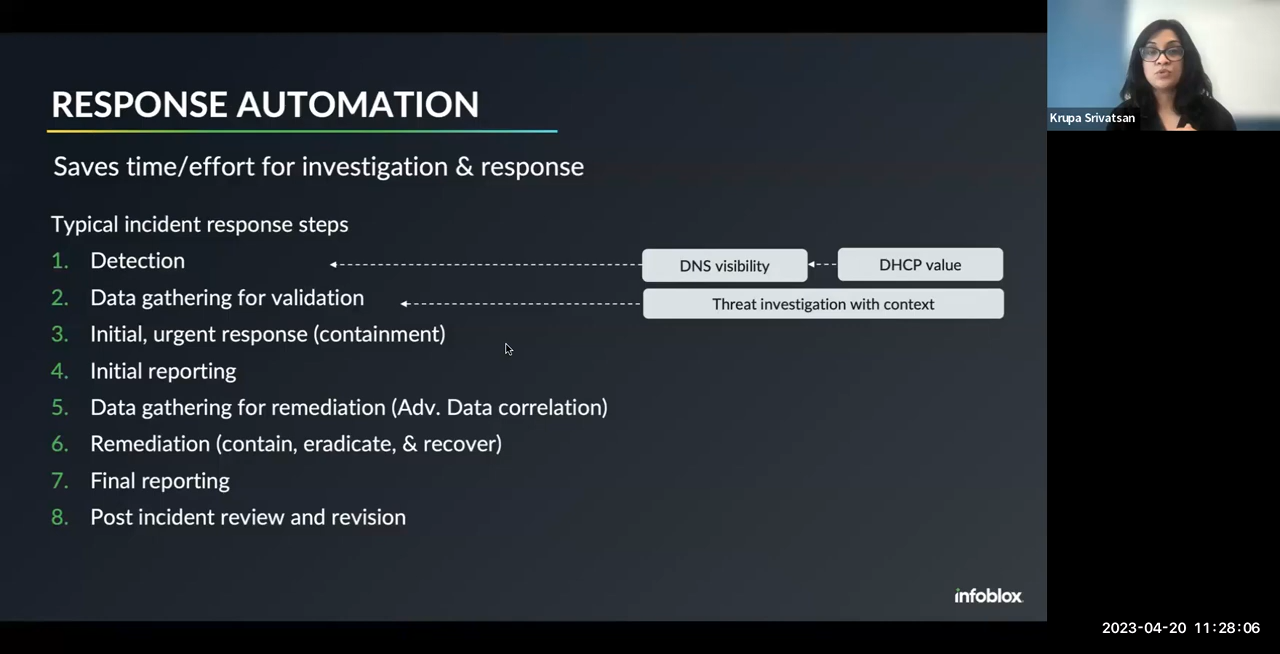 RESPONSE AUTOMATION
Saves time/effort for investigation & response
Typical incident response steps
1. Detection
2. Data gathering for validation
3. Initial, urgent response (containment)
4. Initial reporting
5. Data gathering for remediation (Adv. Data correlation)
6. Remediation (contain, eradicate, & recover)
7. Final reporting
8. Post incident review and revision
DNS visibility
DHCP value
Threat investigation with context
infoblox
Krupa Srivatsan
2023-04-20 11:28:06